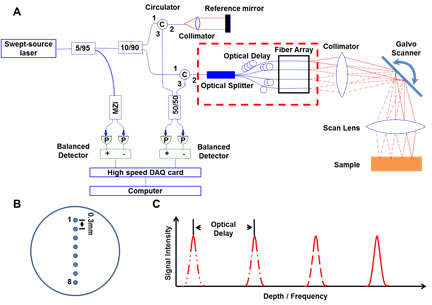 A
Circulator
Reference mirror
1
C
2
3
Collimator
Swept-source
laser
5/95
10/90
Optical Delay
Fiber Array
Collimator
Galvo
Scanner
1
C
2
3
Optical Splitter
MZI
50/50
Scan Lens
P
P
P
P
Balanced
Detector
+
-
+
-
Balanced
Detector
High speed DAQ card
Computer
Sample
B
1
0.3mm
8
C
Optical
Delay
Signal Intensity
Depth / Frequency